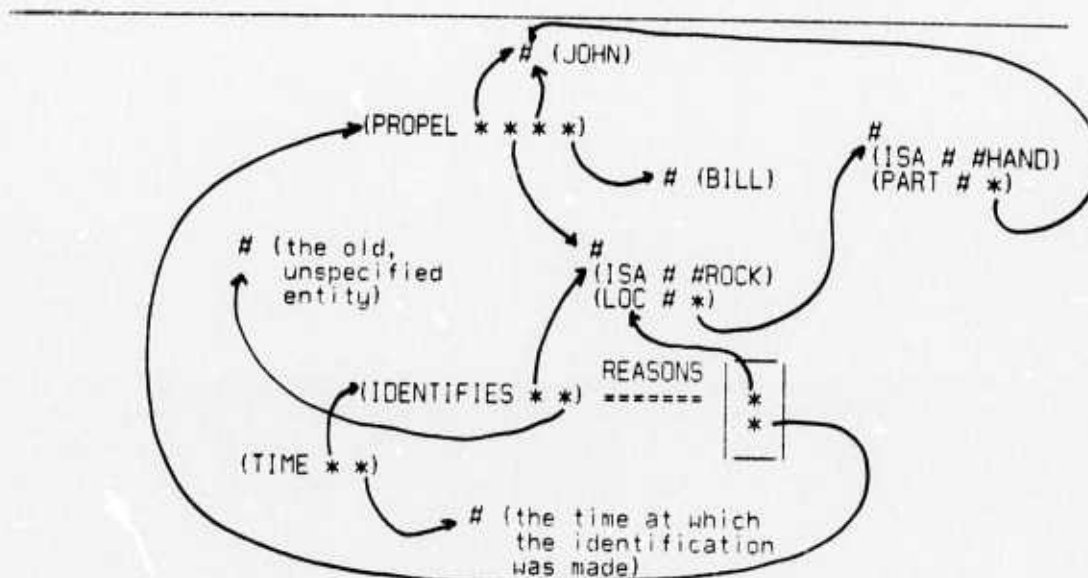 # (JOHN)
(PROPEL * * * *)
#
(ISA # #HAND)
(PART # *)
# (BILL)
# (the old,
unspecified
entity)
#
(ISA # #ROCK)
(LOC # *)
REASONS
=======
(IDENTIFIES * *)
*
*
(TIME * *)
# (the time at which
the identification
was made)